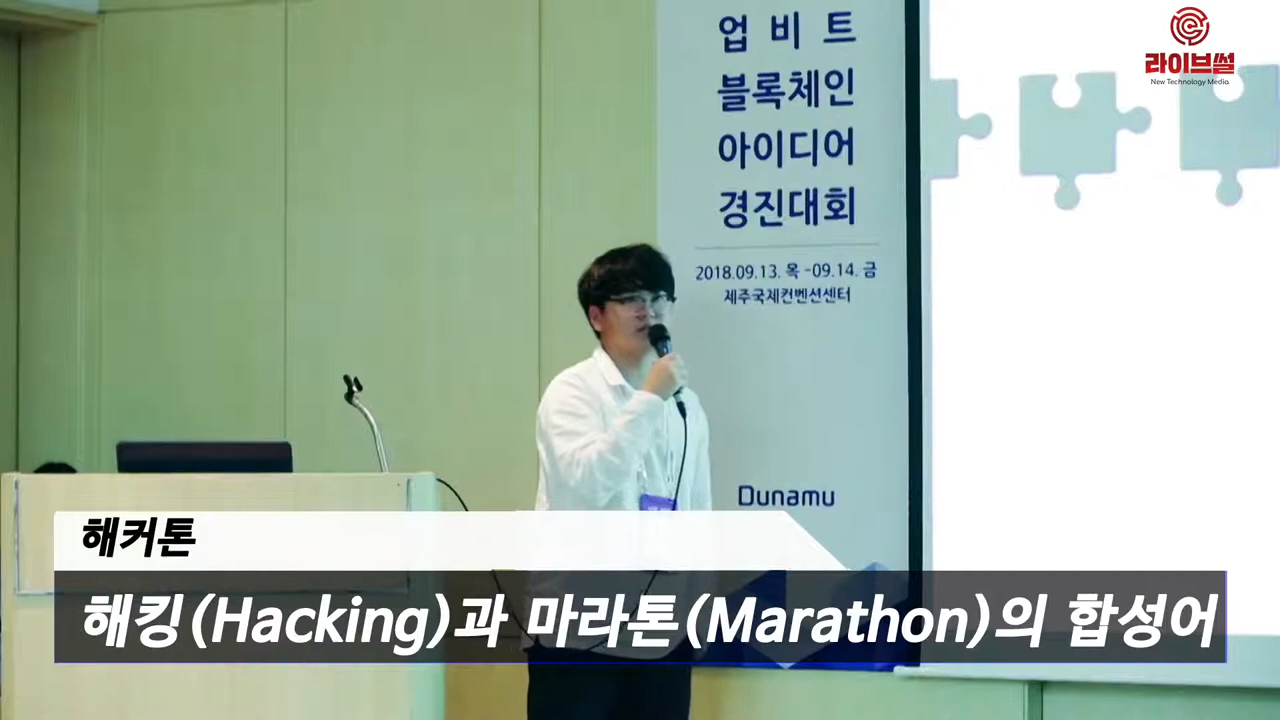 업비트
블록체인
아이디어
경진대회
2018.09.13. 목 -09.14. 금
제주국제컨벤션센터
Dunamu
라이브썰
New Technology Media
해커톤
해킹(Hacking)과 마라톤(Marathon)의 합성어